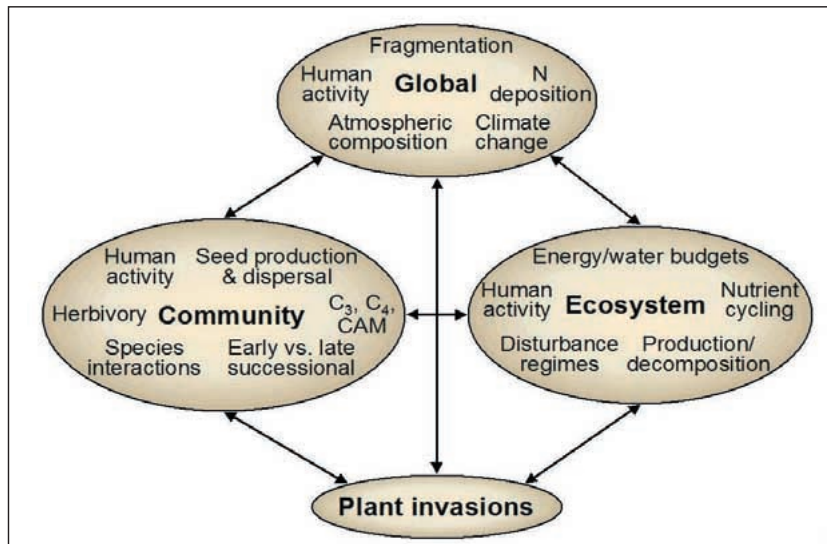 Fragmentation
Human activity
Global
N deposition
Atmospheric composition
Climate change
Human activity
Seed production & dispersal
Herbivory
Community
C₃, C₄, CAM
Species interactions
Early vs. late successional
Energy/water budgets
Human activity
Ecosystem
Nutrient cycling
Disturbance regimes
Production/ decomposition
Plant invasions